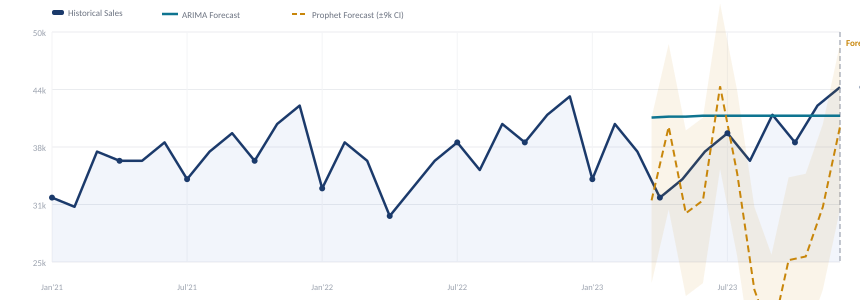 Historical Sales
ARIMA Forecast
Prophet Forecast (±9k CI)
50k
Fore
44k
38k
31k
25k
Jan'21
Jul'21
Jan'22
Jul'22
Jan'23
Jul'23